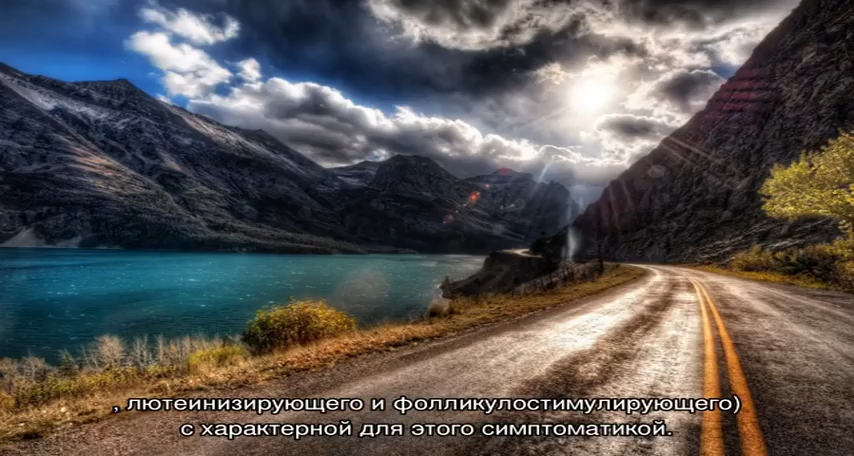 , лютеинизирующего и фолликулостимулирующего)
с характерной для этого симптоматикой.